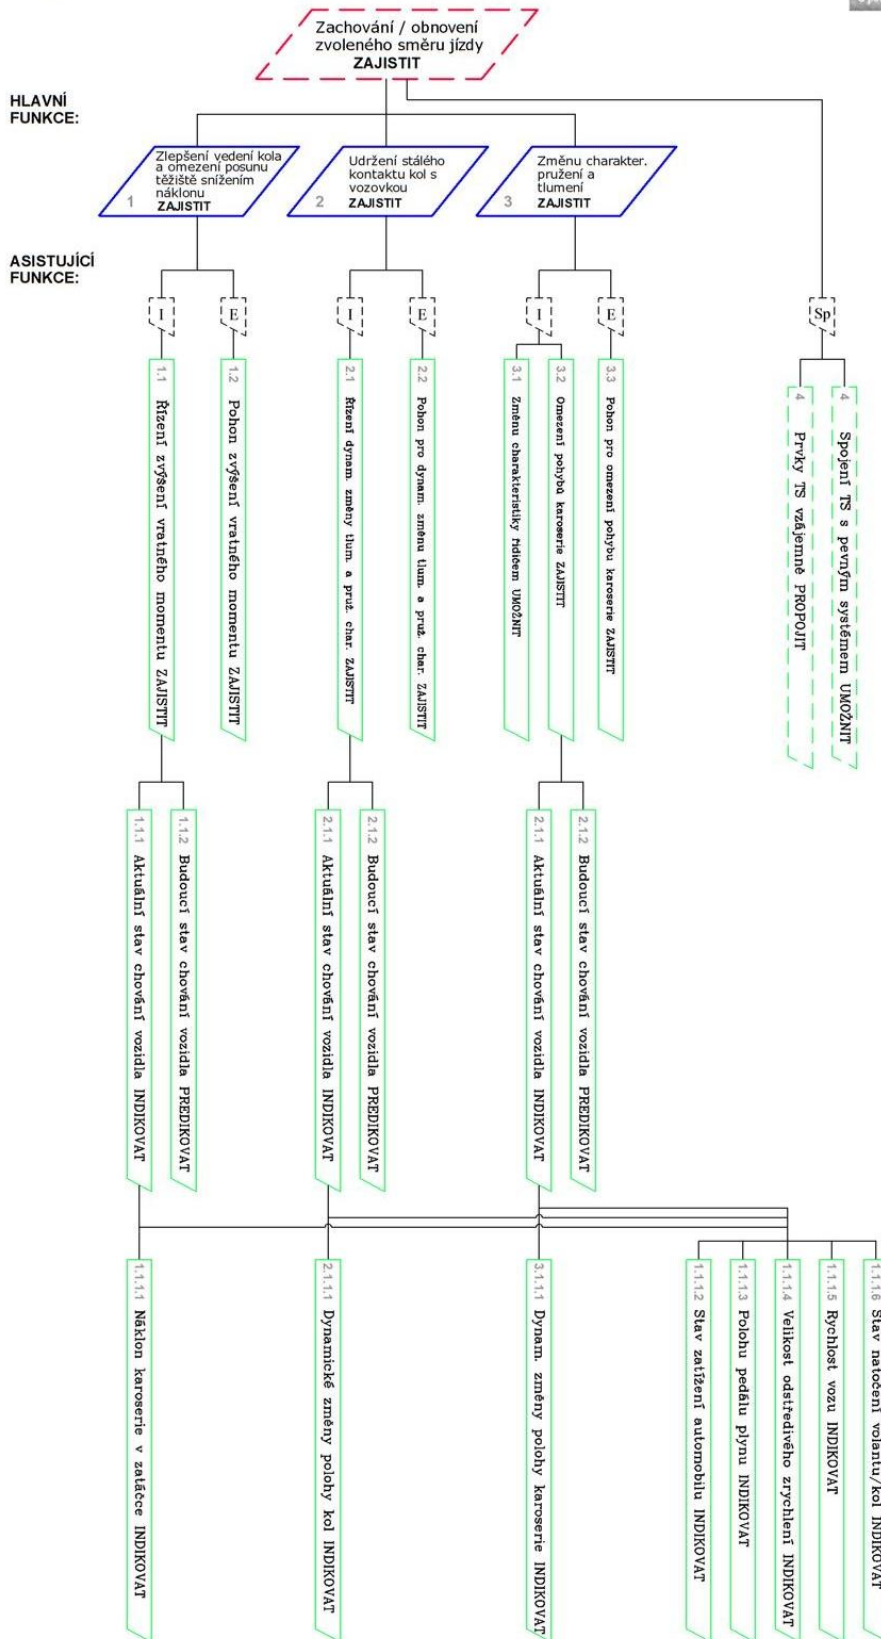 Zachování / obnovení
zvoleného směru jízdy
ZAJISTIT
HLAVNÍ
FUNKCE:
Zlepšení vedení kola
a omezení posunu
těžiště snížením
náklonu
1 ZAJISTIT
Udržení stálého
kontaktu kol s
vozovkou
2 ZAJISTIT
Změnu charakter.
pružení a
tlumení
3 ZAJISTIT
ASISTUJÍCÍ
FUNKCE:
I
E
I
E
I
E
Sp
1.1 Řízení zvýšení vratného momentu ZAJISTIT
1.2 Pohon zvýšení vratného momentu ZAJISTIT
2.1 Řízení dynam. změny tlum. a pruž. char. ZAJISTIT
2.2 Pohon pro dynam. změnu tlum. a pruž. char. ZAJISTIT
3.1 Změnu charakteristiky řidičem UMOŽNIT
3.2 Omezení pohybů karoserie ZAJISTIT
3.3 Pohon pro omezení pohybu karoserie ZAJISTIT
4 Prvky TS vzájemně PROPOJIT
4 Spojení TS s pevným systémem UMOŽNIT
1.1.1 Aktuální stav chování vozidla INDIKOVAT
1.1.2 Budoucí stav chování vozidla PREDIKOVAT
2.1.1 Aktuální stav chování vozidla INDIKOVAT
2.1.2 Budoucí stav chování vozidla PREDIKOVAT
2.1.1 Aktuální stav chování vozidla INDIKOVAT
2.1.2 Budoucí stav chování vozidla PREDIKOVAT
1.1.1.1 Náklon karoserie v zatáčce INDIKOVAT
2.1.1.1 Dynamické změny polohy kol INDIKOVAT
3.1.1.1 Dynam. změny polohy karoserie INDIKOVAT
1.1.1.2 Stav zatížení automobilu INDIKOVAT
1.1.1.3 Polohu pedálu plynu INDIKOVAT
1.1.1.4 Velikost odstředivého zrychlení INDIKOVAT
1.1.1.5 Rychlost vozu INDIKOVAT
1.1.1.6 Stav natočení volantu/kol INDIKOVAT